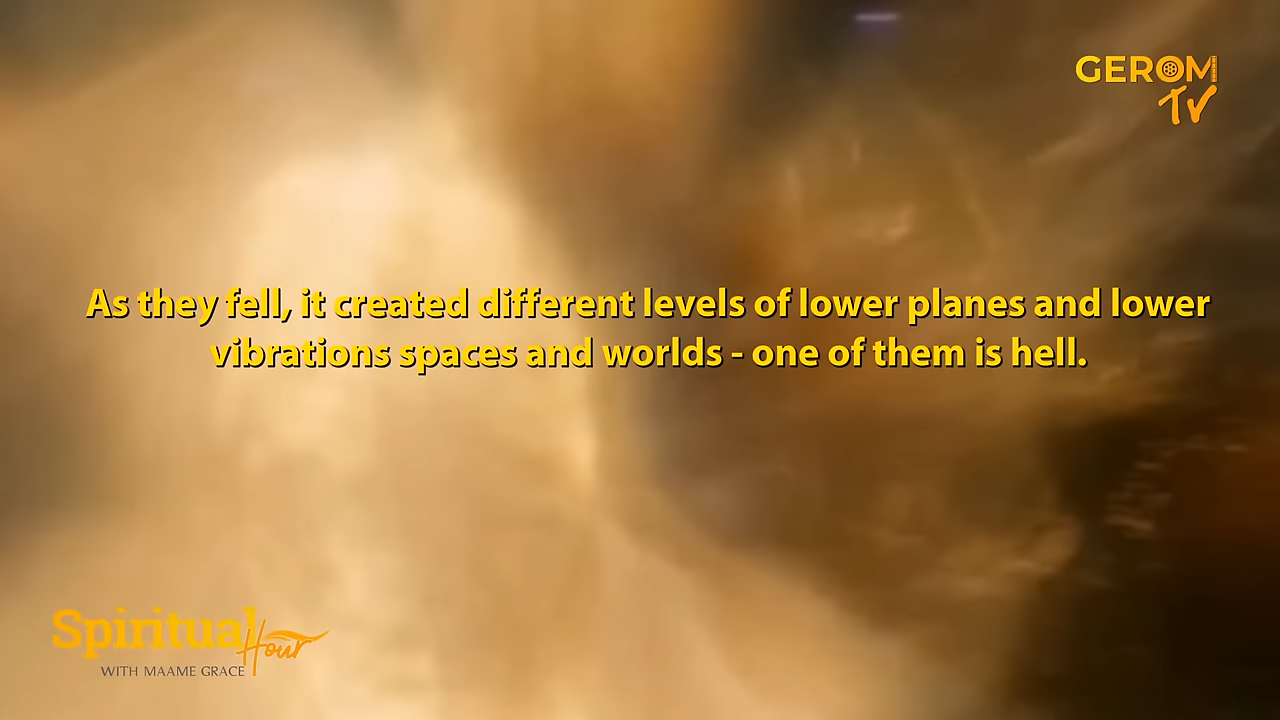 GEROM
TV
As they fell, it created different levels of lower planes and lower
vibrations spaces and worlds - one of them is hell.
Spiritual
Hour
WITH MAAME GRACE